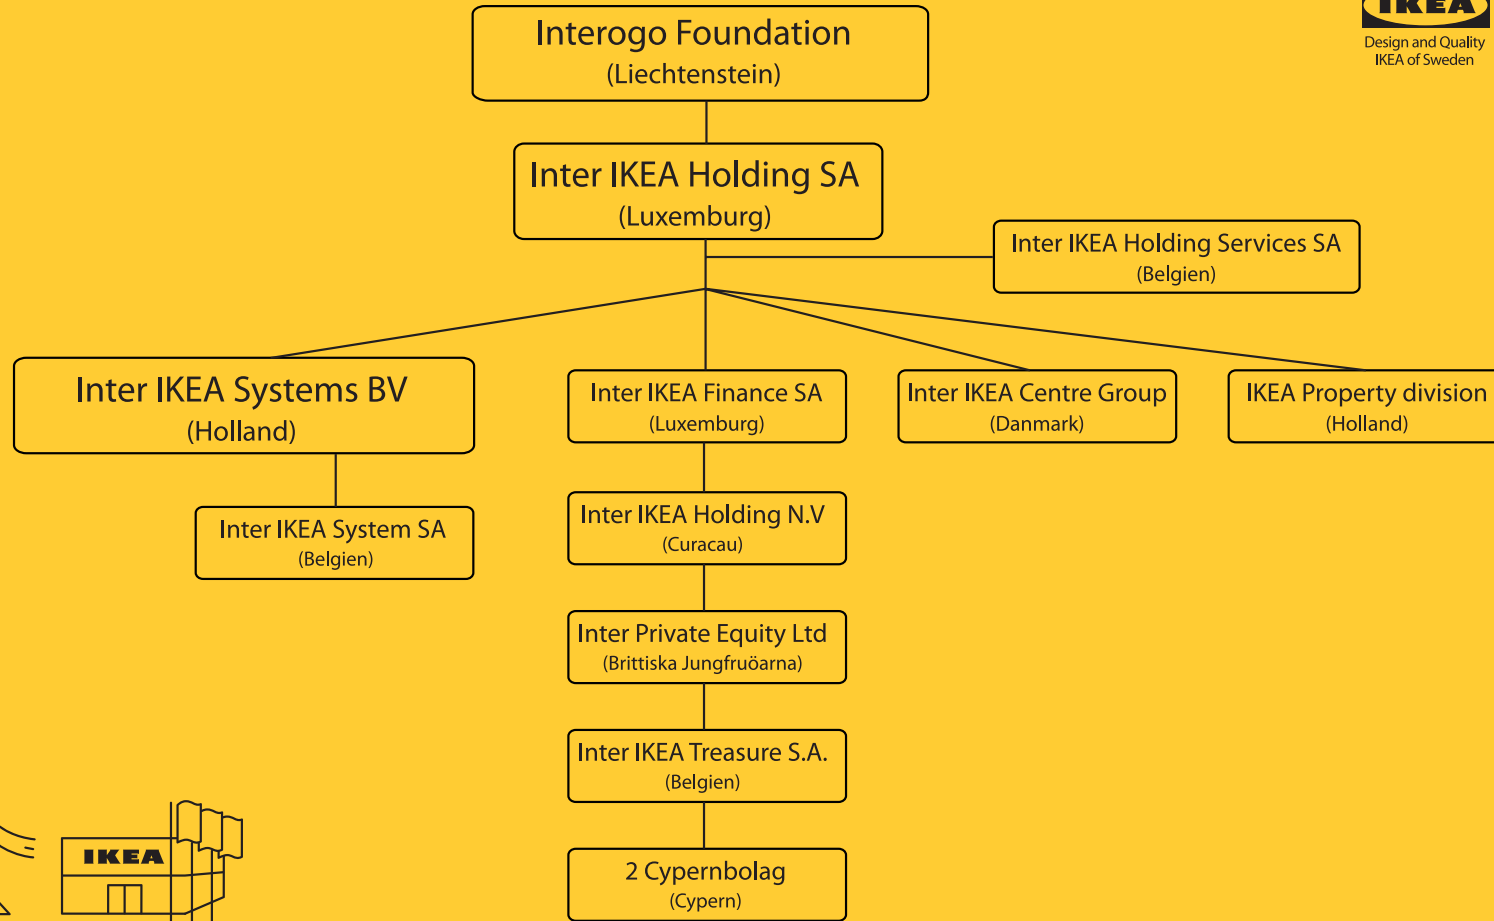 Interogo Foundation
(Liechtenstein)
IKEA
Design and Quality
IKEA of Sweden
Inter IKEA Holding SA
(Luxemburg)
Inter IKEA Holding Services SA
(Belgien)
Inter IKEA Systems BV
(Holland)
Inter IKEA Finance SA
(Luxemburg)
Inter IKEA Centre Group
(Danmark)
IKEA Property division
(Holland)
Inter IKEA System SA
(Belgien)
Inter IKEA Holding N.V
(Curacau)
Inter Private Equity Ltd
(Brittiska Jungfruöarna)
Inter IKEA Treasure S.A.
(Belgien)
2 Cypernbolag
(Cypern)
IKEA